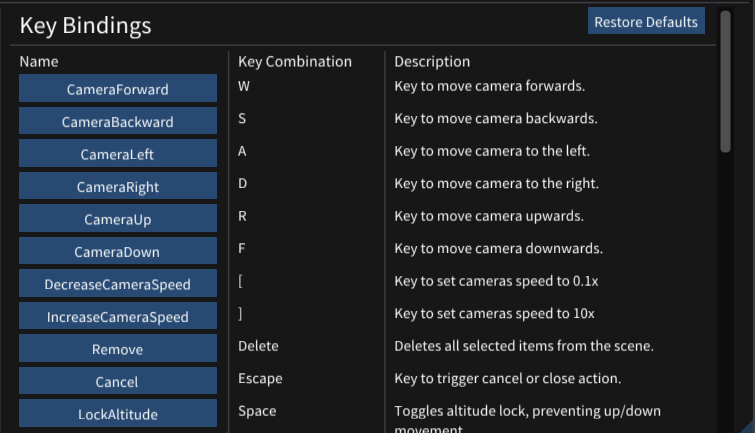 Key Bindings
Restore Defaults
Name Key Combination Description
CameraForward W Key to move camera forwards.
CameraBackward S Key to move camera backwards.
CameraLeft A Key to move camera to the left.
CameraRight D Key to move camera to the right.
CameraUp R Key to move camera upwards.
CameraDown F Key to move camera downwards.
DecreaseCameraSpeed [ Key to set cameras speed to 0.1x
IncreaseCameraSpeed ] Key to set cameras speed to 10x
Remove Delete Deletes all selected items from the scene.
Cancel Escape Key to trigger cancel or close action.
LockAltitude Space Toggles altitude lock, preventing up/down
movement.